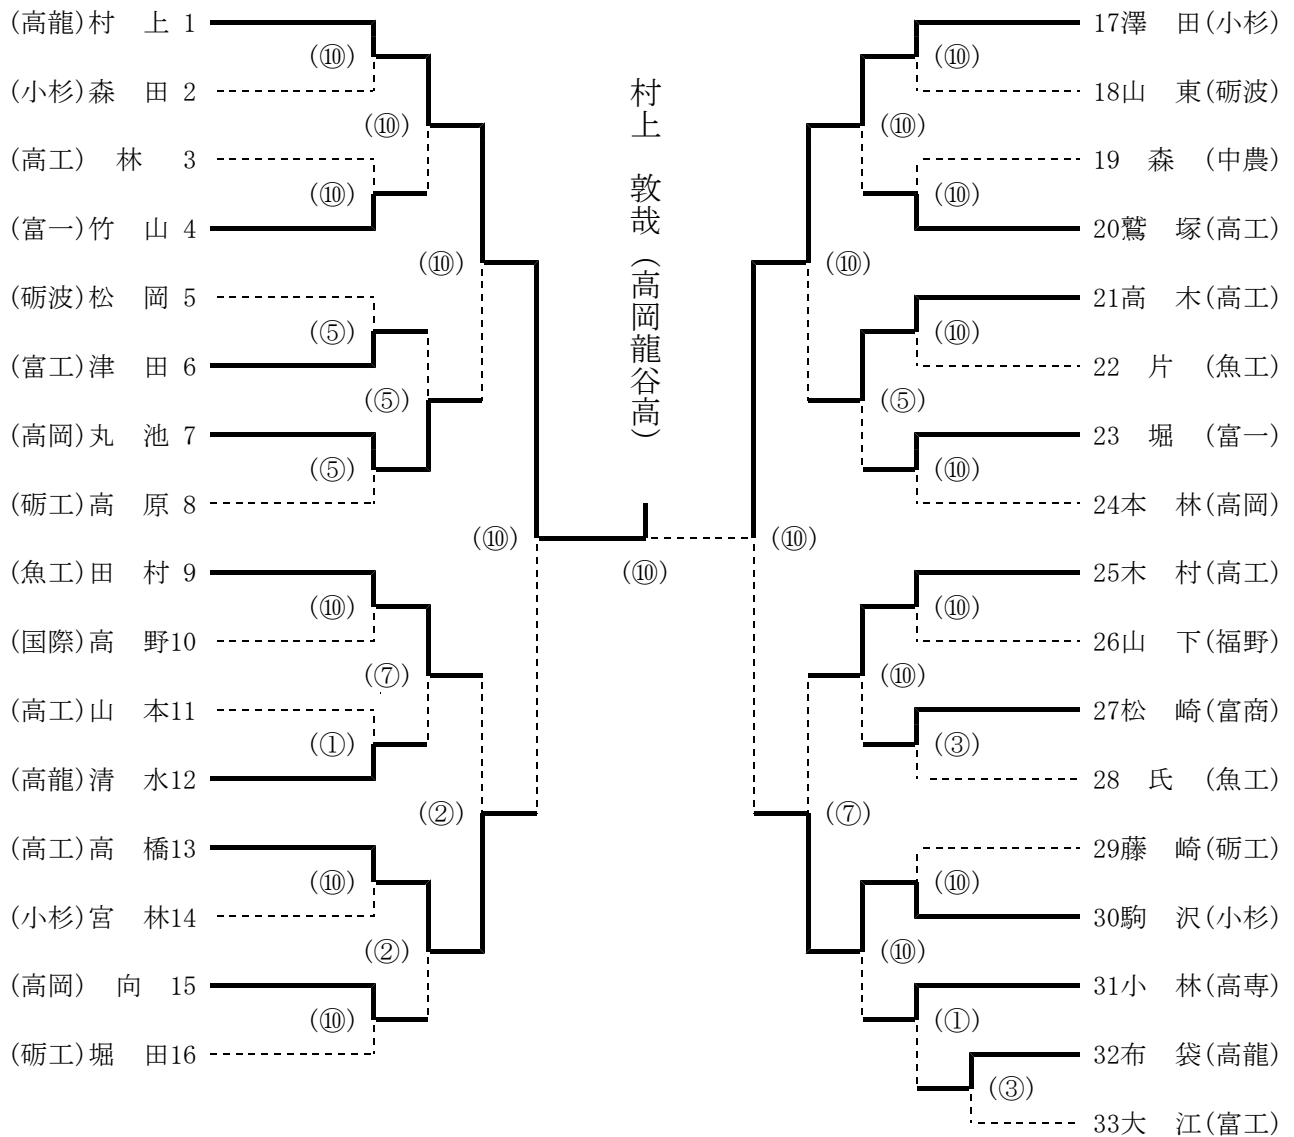 (高龍)村　上 1
(⑩)
(小杉)森　田 2
(⑩)
(高工)　林　 3
(⑩)
(富一)竹　山 4
(⑩)
(砺波)松　岡 5
(⑤)
(富工)津　田 6
(⑤)
(高岡)丸　池 7
(⑤)
(砺工)高　原 8
(⑩)
(魚工)田　村 9
(⑩)
(国際)高　野10
(⑦)
(高工)山　本11
(①)
(高龍)清　水12
(②)
(高工)高　橋13
(⑩)
(小杉)宮　林14
(②)
(高岡)　向　15
(⑩)
(砺工)堀　田16
村上　敦哉（高岡龍谷高）
(⑩)
17澤　田(小杉)
(⑩)
18山　東(砺波)
(⑩)
19　森　(中農)
(⑩)
20鷲　塚(高工)
(⑩)
21高　木(高工)
(⑩)
22　片　(魚工)
(⑤)
23　堀　(富一)
(⑩)
24本　林(高岡)
(⑩)
25木　村(高工)
(⑩)
26山　下(福野)
(⑩)
27松　崎(富商)
(③)
28　氏　(魚工)
(⑦)
29藤　崎(砺工)
(⑩)
30駒　沢(小杉)
(⑩)
31小　林(高専)
(①)
32布　袋(高龍)
(③)
33大　江(富工)